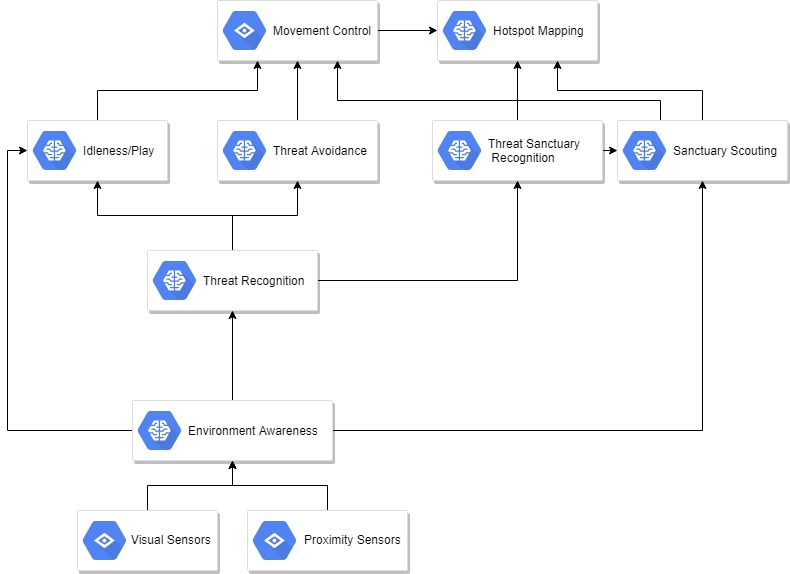 Movement Control
Hotspot Mapping
Idleness/Play
Threat Avoidance
Threat Sanctuary
Recognition
Sanctuary Scouting
Threat Recognition
Environment Awareness
Visual Sensors
Proximity Sensors